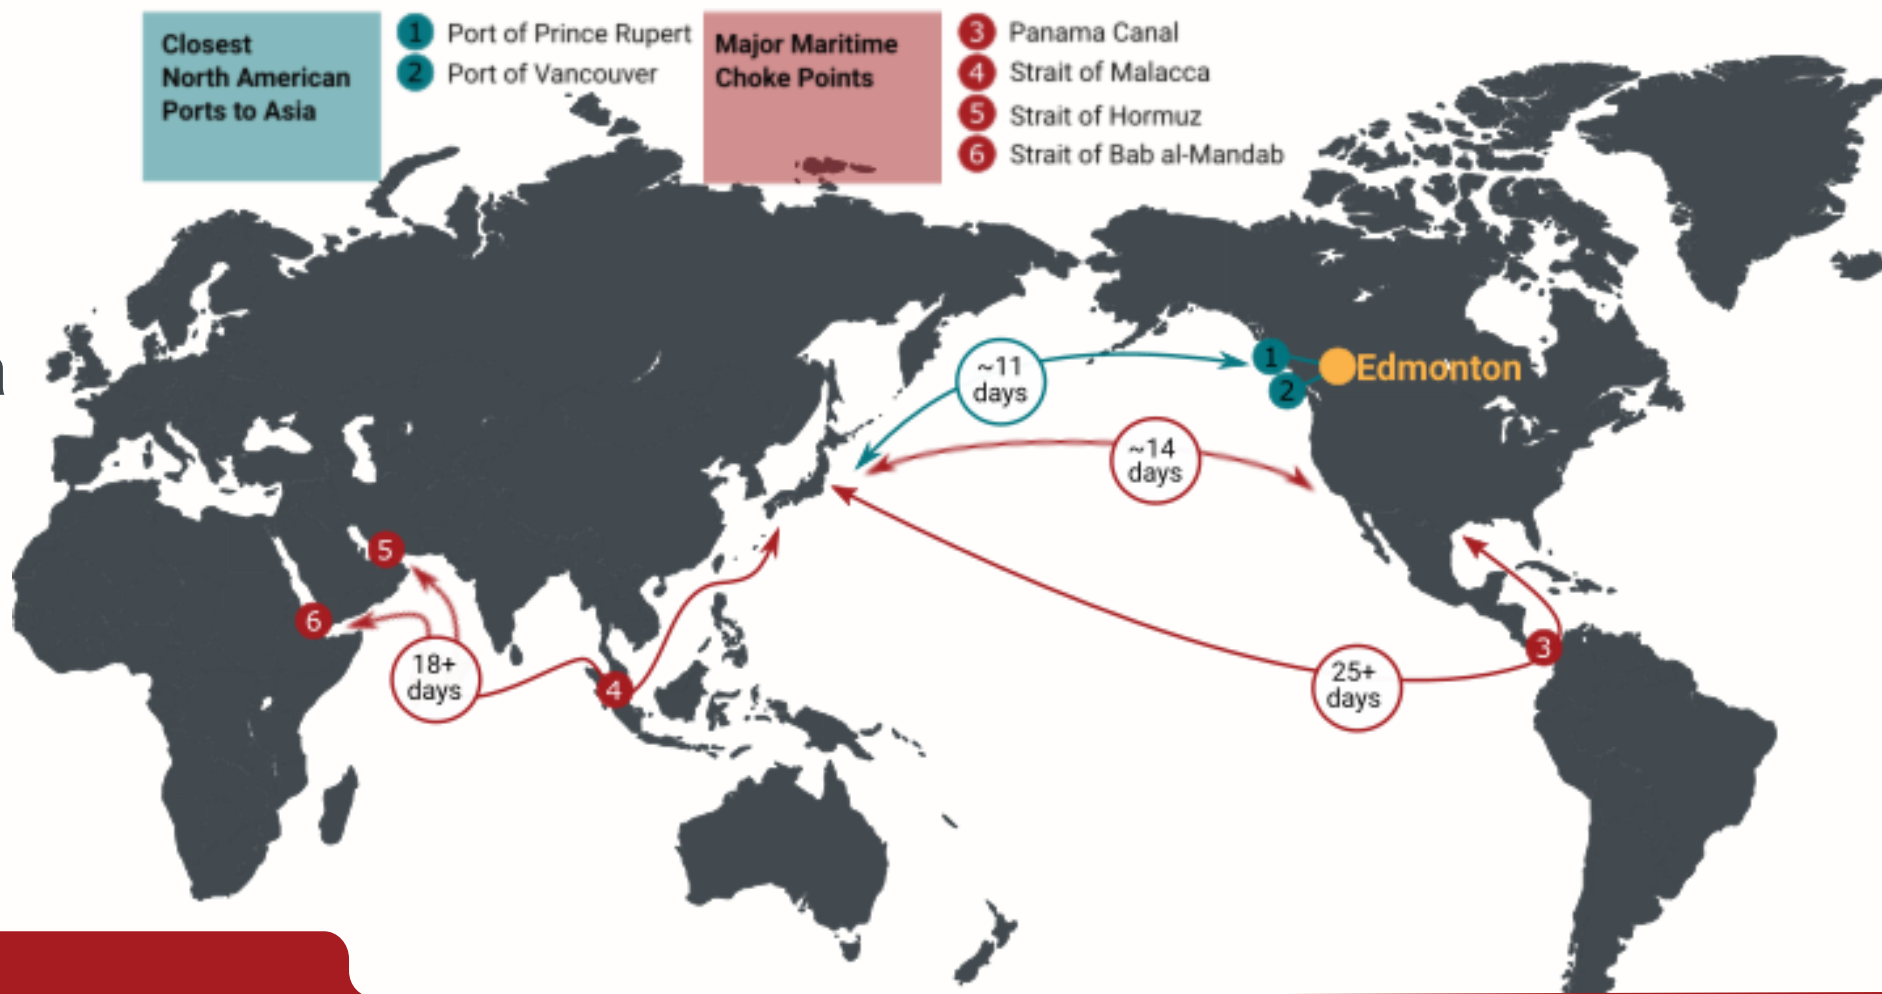 Closest
North American
Ports to Asia
1 Port of Prince Rupert
2 Port of Vancouver
Major Maritime
Choke Points
3 Panama Canal
4 Strait of Malacca
5 Strait of Hormuz
6 Strait of Bab al-Mandab
~11
days
1
2
Edmonton
~14
days
5
6
18+
days
4
3
25+
days